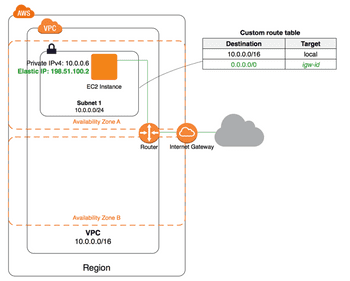 AWS
VPC
Custom route table
Destination Target
10.0.0.0/16 local
0.0.0.0/0 igw-id
Private IPv4: 10.0.0.6
Elastic IP: 198.51.100.2
EC2 Instance
Subnet 1
10.0.0.0/24
Availability Zone A
Router
Internet Gateway
Availability Zone B
VPC
10.0.0.0/16
Region